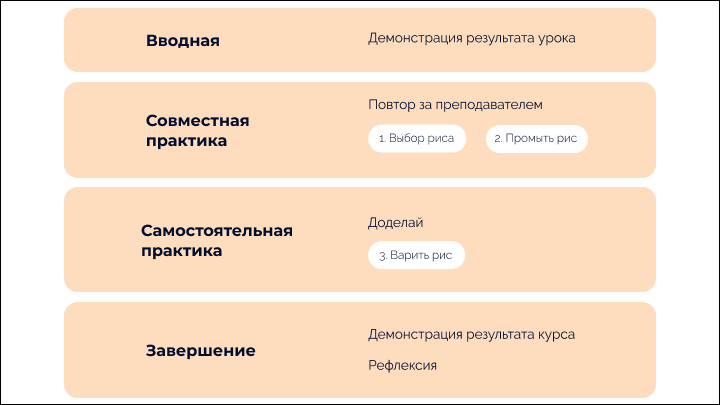 Вводная
Демонстрация результата урока
Совместная
практика
Повтор за преподавателем
1. Выбор риса
2. Промыть рис
Самостоятельная
практика
Доделай
3. Варить рис
Завершение
Демонстрация результата курса
Рефлексия